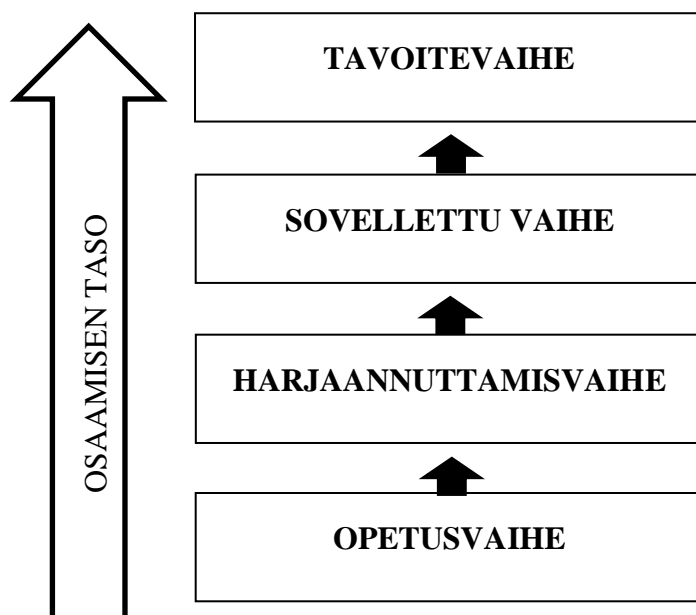 TAVOITEVAIHE
SOVELLETTU VAIHE
HARJAANNUTTAMISVAIHE
OPETUSVAIHE
OSAAMISEN TASO